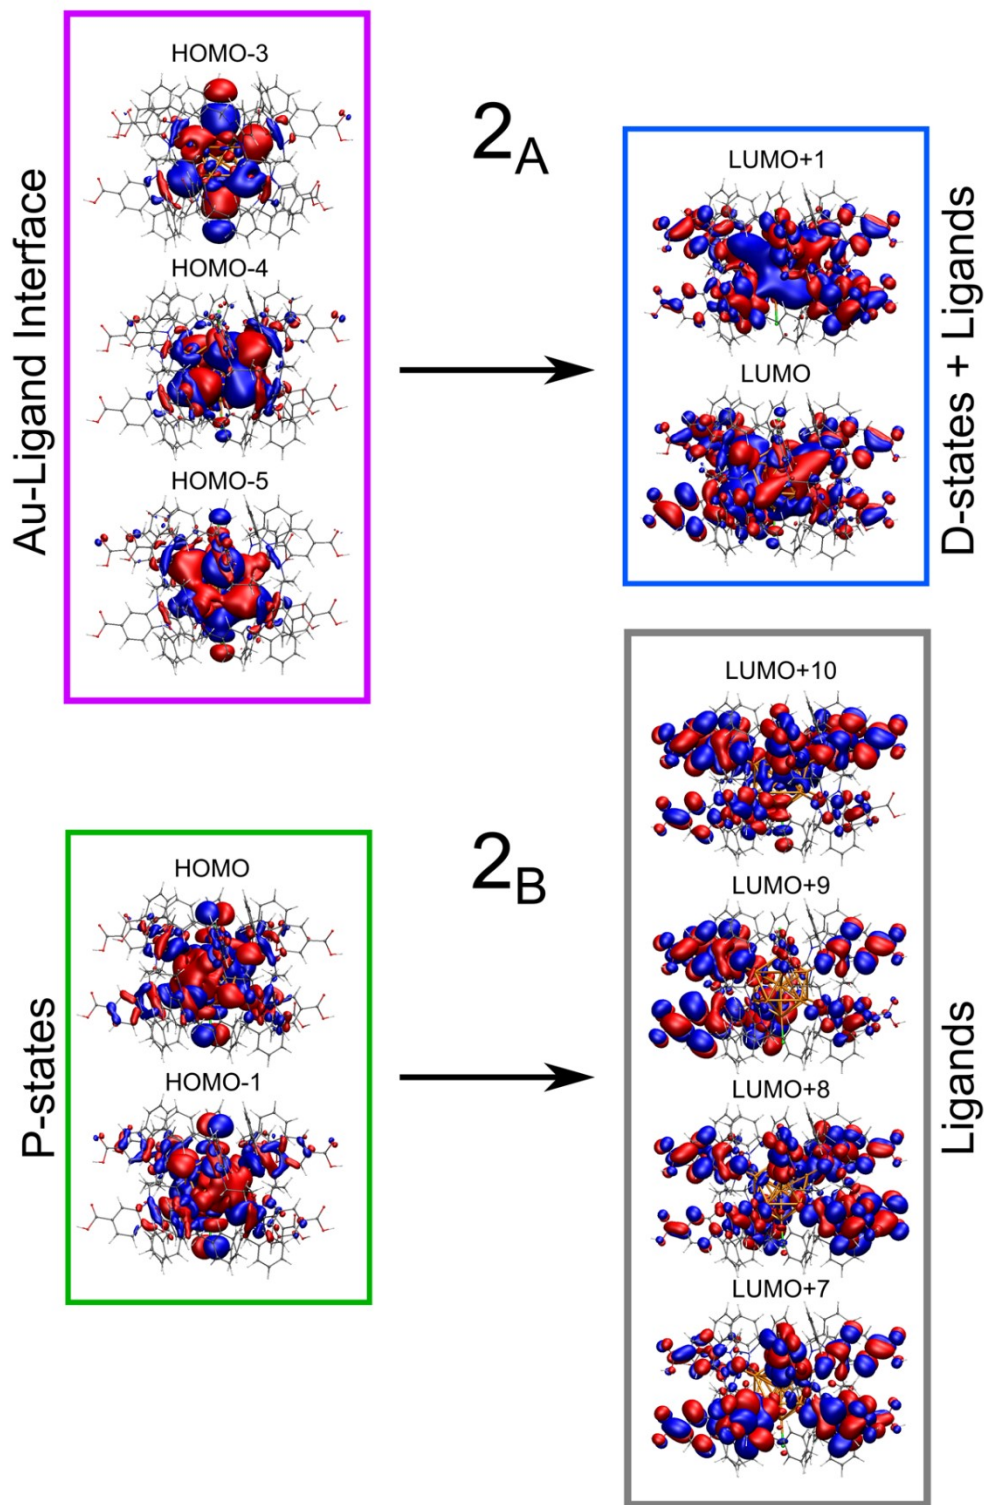 Au-Ligand Interface
HOMO-3
HOMO-4
HOMO-5
2A
LUMO+1
LUMO
D-states + Ligands
P-states
HOMO
HOMO-1
2B
LUMO+10
LUMO+9
LUMO+8
LUMO+7
Ligands